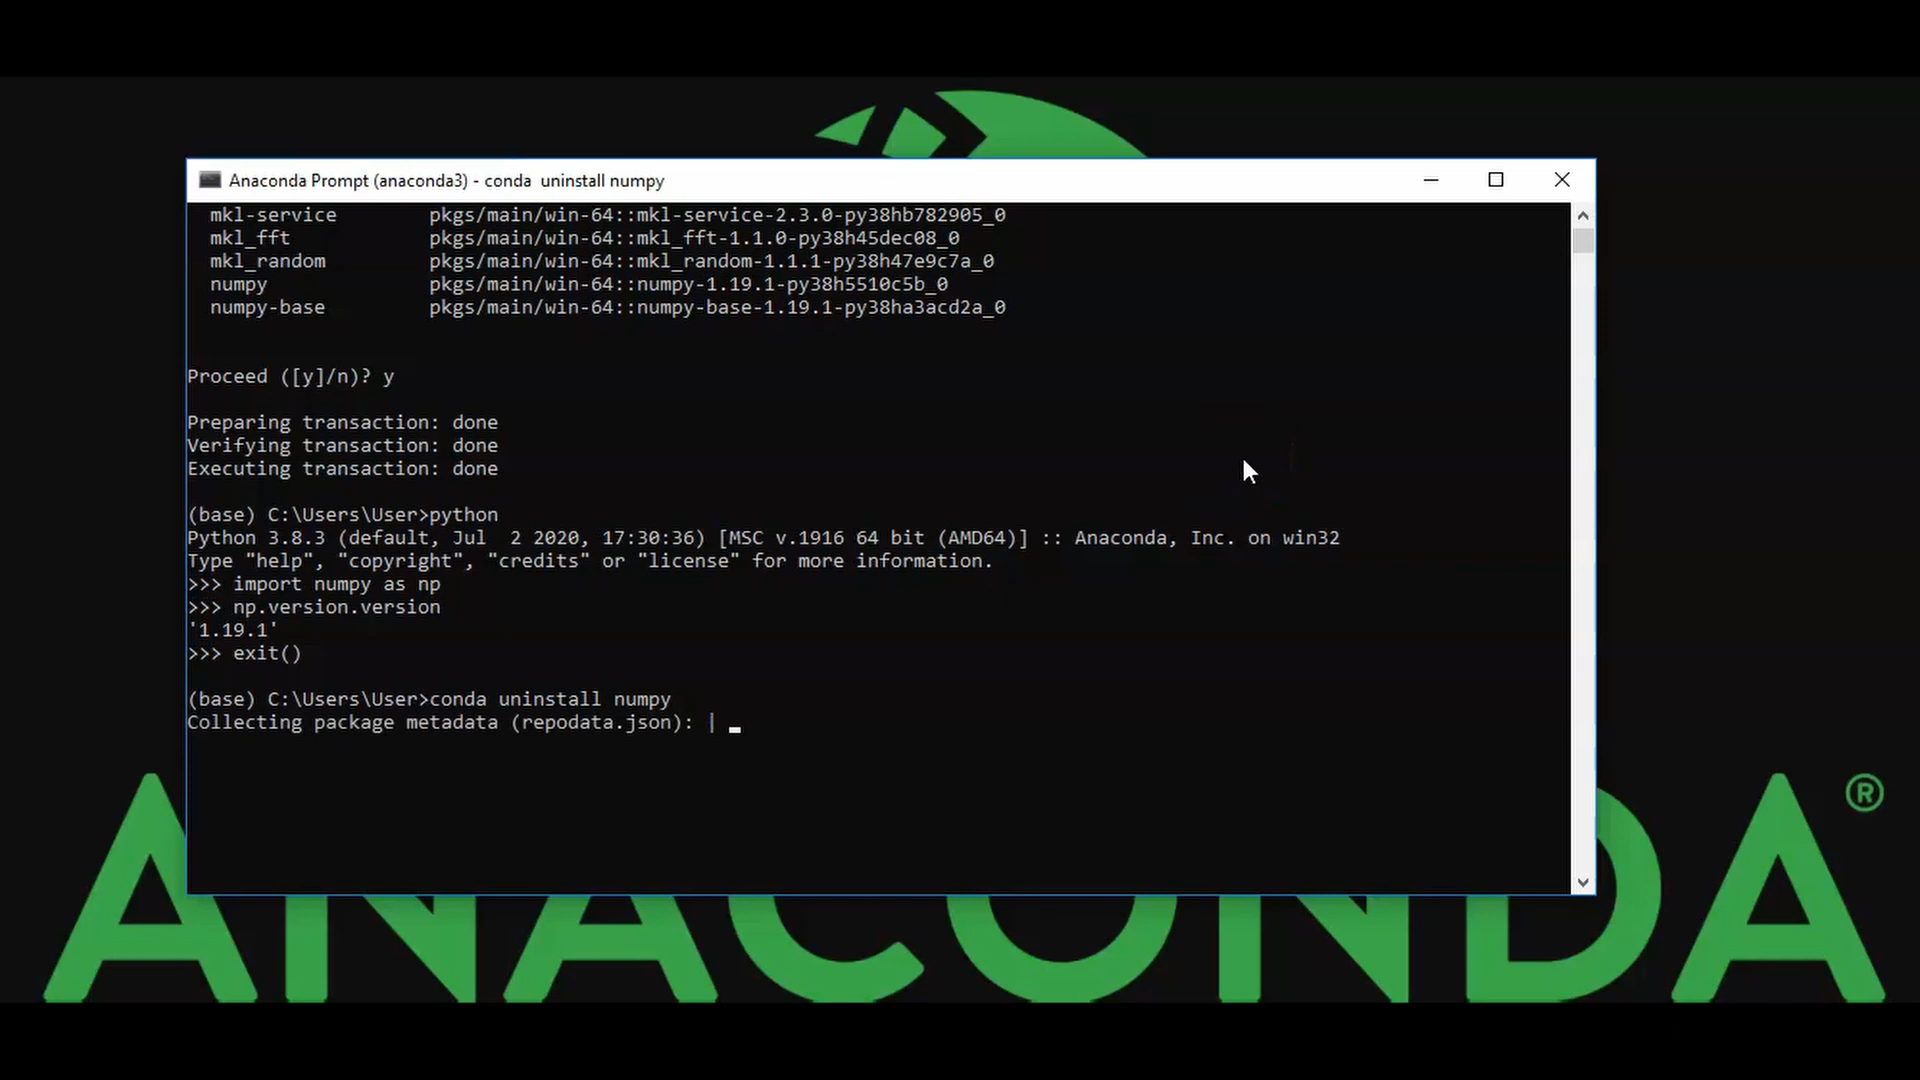 Anaconda Prompt (anaconda3) - conda  uninstall numpy
mkl-service        pkgs/main/win-64::mkl-service-2.3.0-py38hb782905_0
mkl_fft            pkgs/main/win-64::mkl_fft-1.1.0-py38h45dec08_0
mkl_random         pkgs/main/win-64::mkl_random-1.1.1-py38h47e9c7a_0
numpy              pkgs/main/win-64::numpy-1.19.1-py38h5510c5b_0
numpy-base         pkgs/main/win-64::numpy-base-1.19.1-py38ha3acd2a_0
Proceed ([y]/n)? y
Preparing transaction: done
Verifying transaction: done
Executing transaction: done
(base) C:\Users\User>python
Python 3.8.3 (default, Jul  2 2020, 17:30:36) [MSC v.1916 64 bit (AMD64)] :: Anaconda, Inc. on win32
Type "help", "copyright", "credits" or "license" for more information.
>>> import numpy as np
>>> np.version.version
'1.19.1'
>>> exit()
(base) C:\Users\User>conda uninstall numpy
Collecting package metadata (repodata.json): |
ANACONDA®